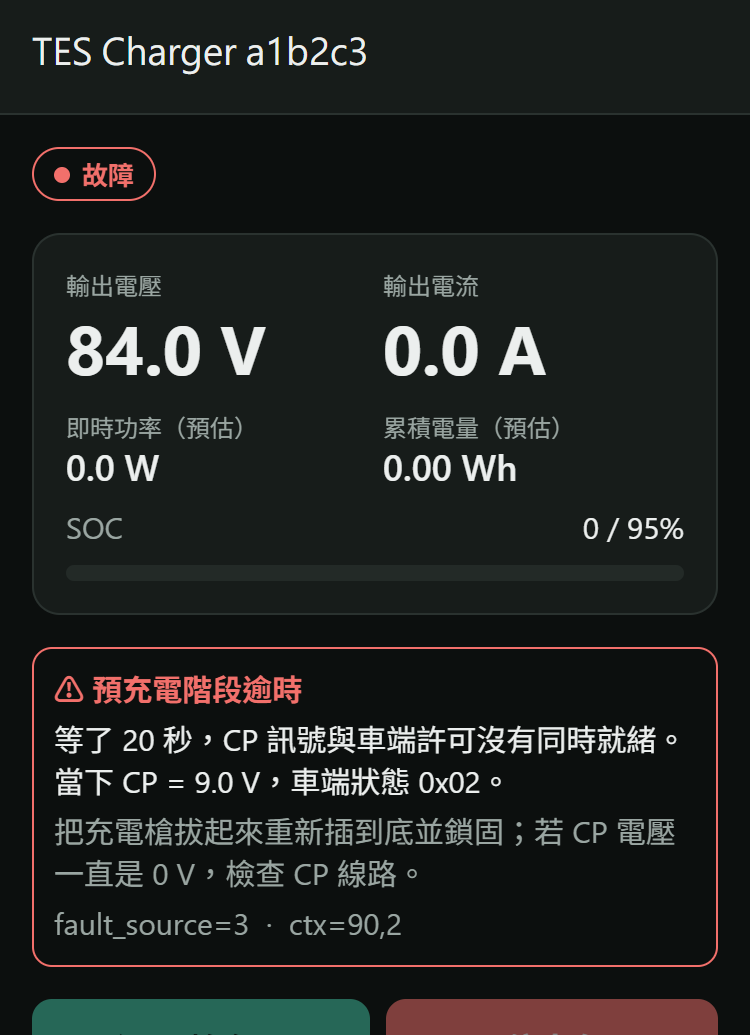 TES Charger a1b2c3
故障
輸出電壓 輸出電流
84.0 V 0.0 A
即時功率（預估） 累積電量（預估）
0.0 W 0.00 Wh
SOC 0 / 95%
預充電階段逾時
等了 20 秒，CP 訊號與車端許可沒有同時就緒。
當下 CP = 9.0 V，車端狀態 0x02。
把充電槍拔起來重新插到底並鎖固；若 CP 電壓
一直是 0 V，檢查 CP 線路。
fault_source=3 · ctx=90,2